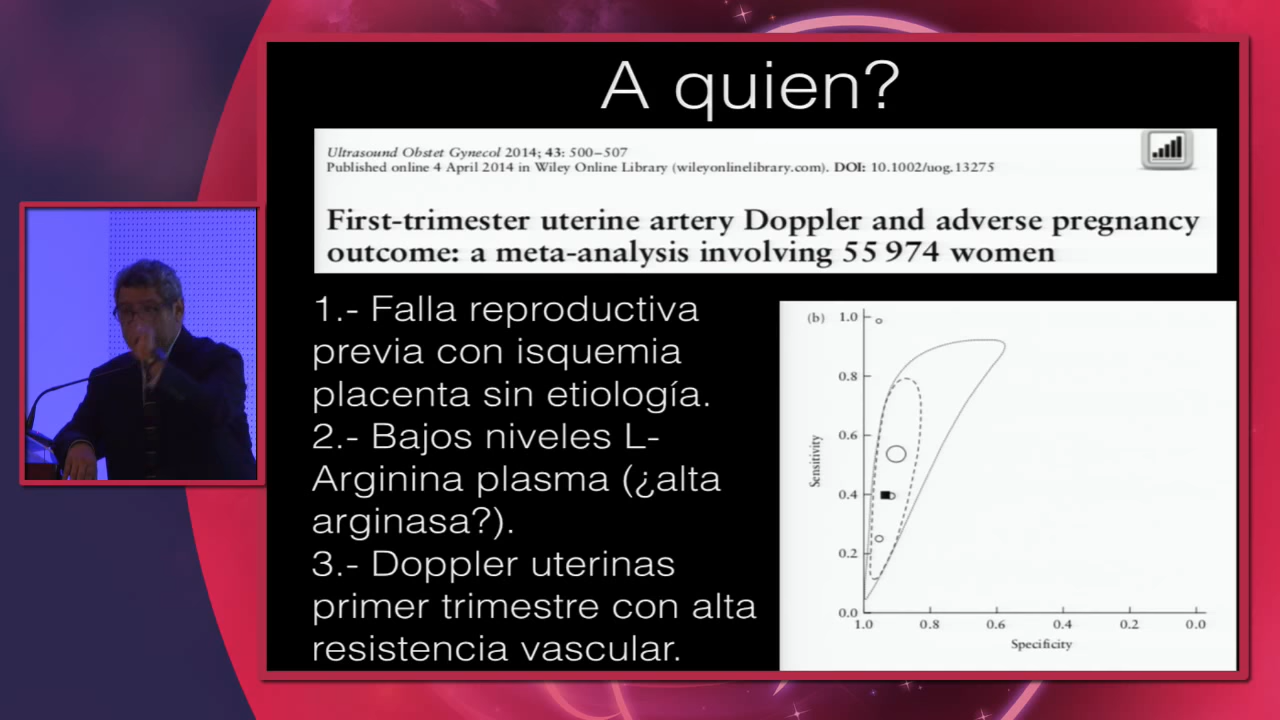 A quien?
Ultrasound Obstet Gynecol 2014; 43: 500–507
Published online 4 April 2014 in Wiley Online Library (wileyonlinelibrary.com). DOI: 10.1002/uog.13275
First-trimester uterine artery Doppler and adverse pregnancy
outcome: a meta-analysis involving 55 974 women
1.- Falla reproductiva
previa con isquemia
placenta sin etiología.
2.- Bajos niveles L-
Arginina plasma (¿alta
arginasa?).
3.- Doppler uterinas
primer trimestre con alta
resistencia vascular.
(b)
1.0
0.8
0.6
0.4
0.2
0.0
Sensitivity
1.0 0.8 0.6 0.4 0.2 0.0
Specificity